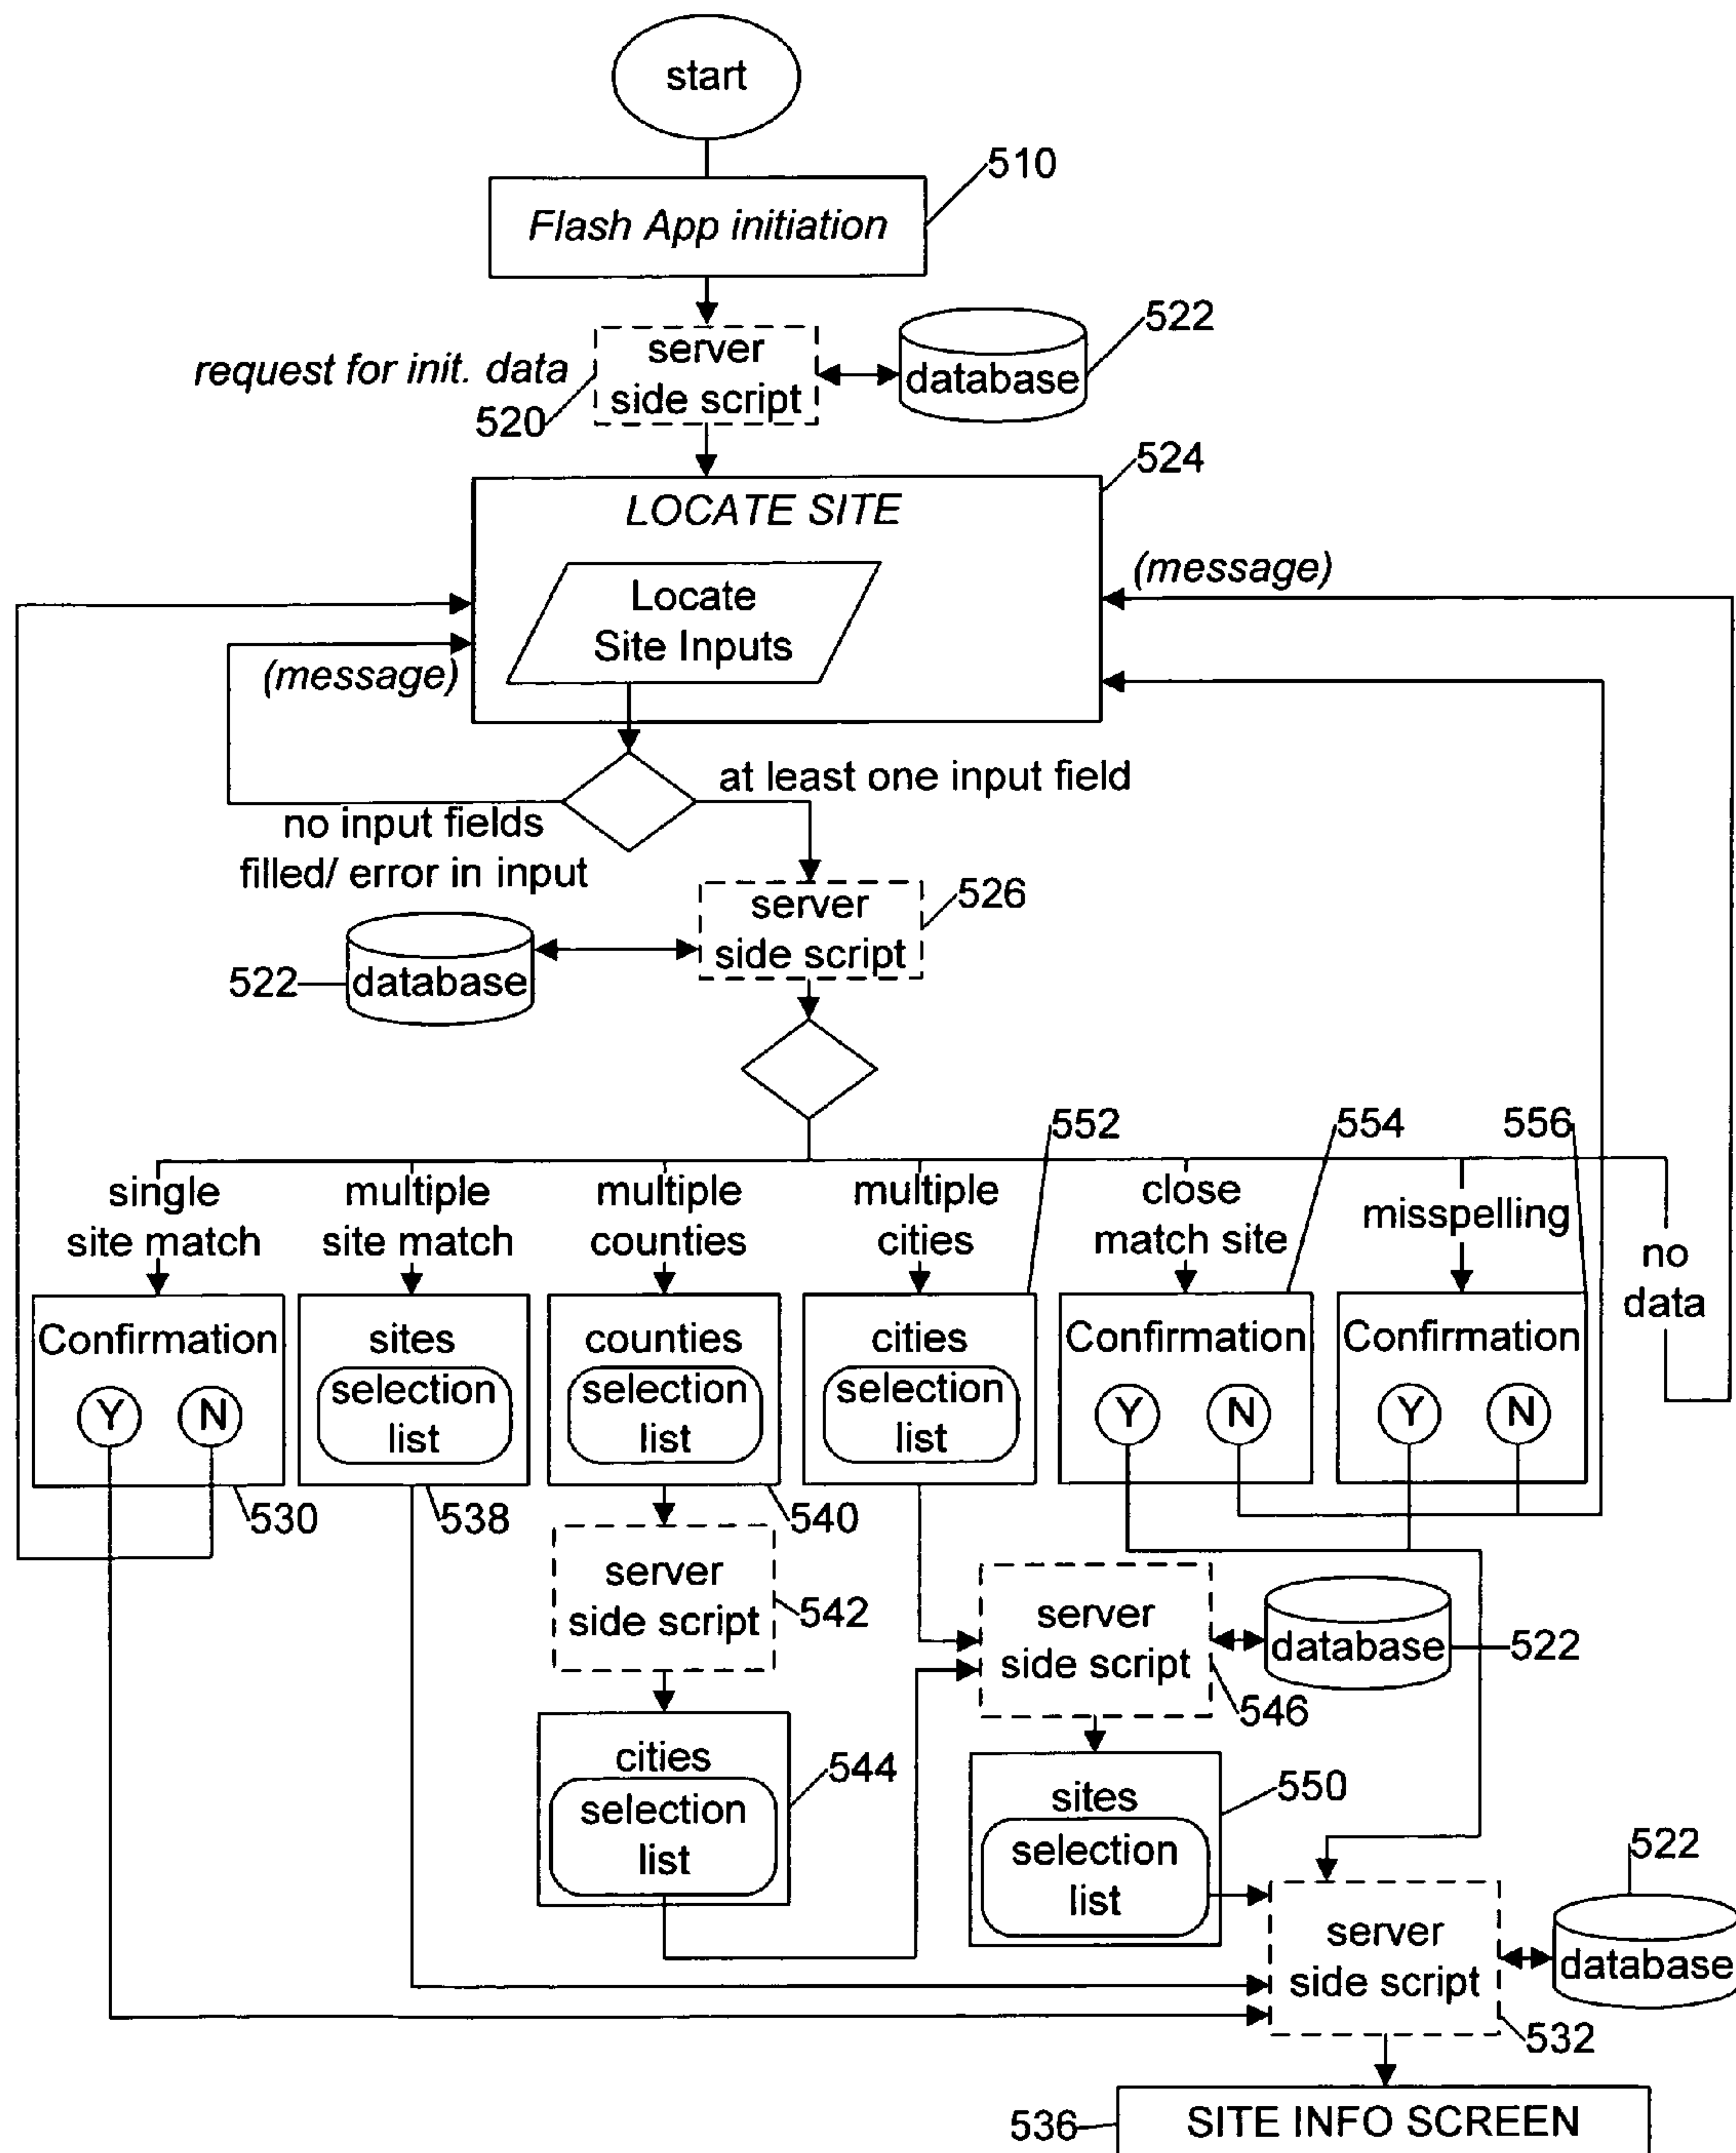 start
510
Flash App initiation
522
request for init. data
server
side script
database
520
524
LOCATE SITE
(message)
Locate
Site Inputs
(message)
at least one input field
no input fields
filled/ error in input
526
server
side script
522
database
552
554
556
single
site match
multiple
site match
multiple
counties
multiple
cities
close
match site
misspelling
no
data
Confirmation
Y
N
sites
selection
list
counties
selection
list
cities
selection
list
Confirmation
Y
N
Confirmation
Y
N
530
538
540
server
side script
542
server
side script
database
522
546
cities
selection
list
544
sites
selection
list
550
522
server
side script
database
532
536
SITE INFO SCREEN